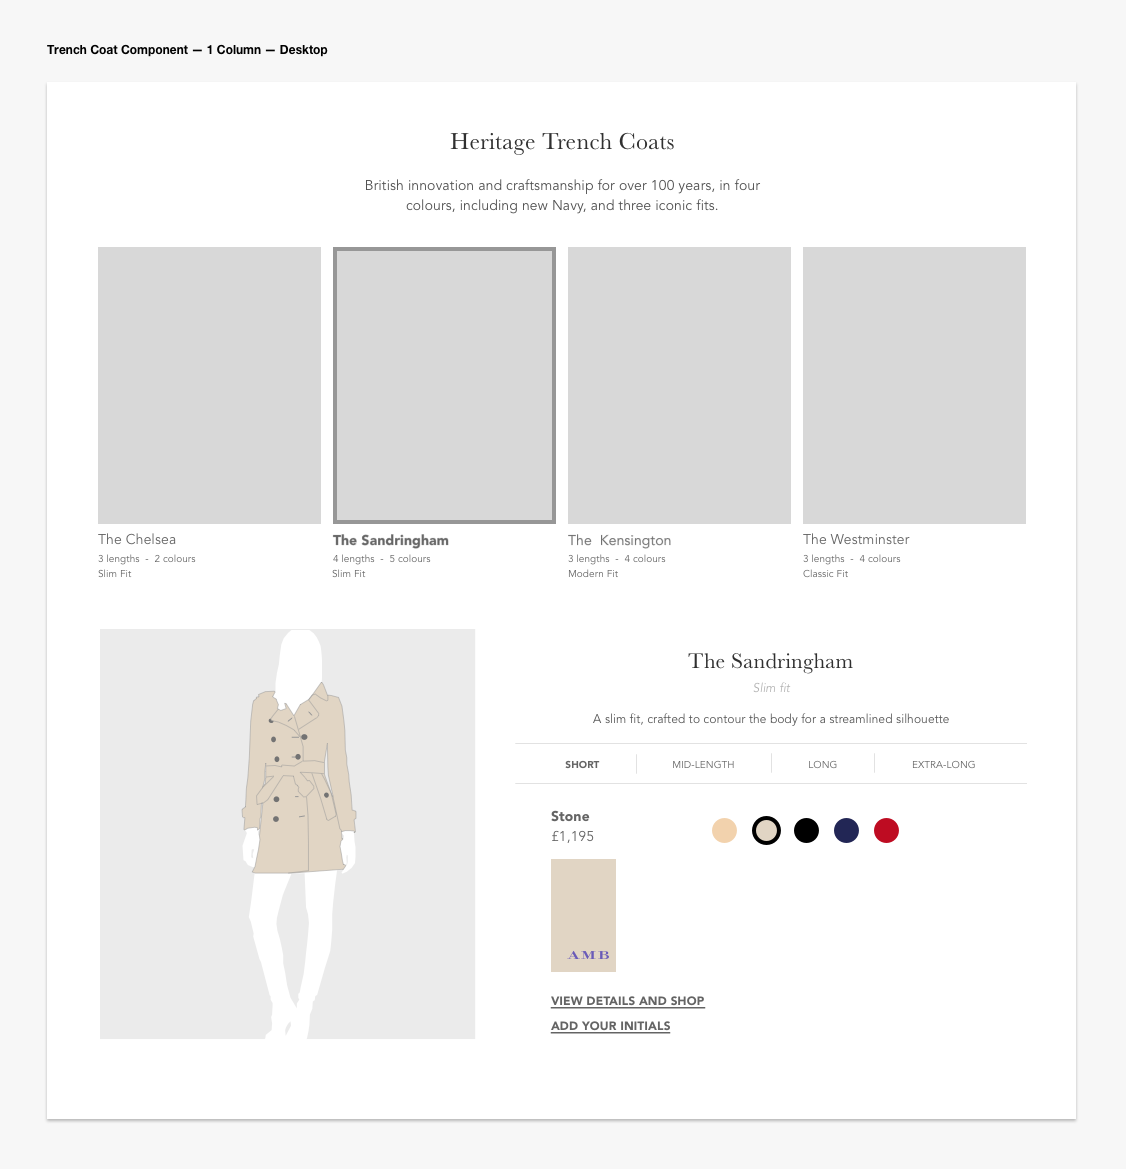 Trench Coat Component — 1 Column — Desktop
Heritage Trench Coats
British innovation and craftsmanship for over 100 years, in four
colours, including new Navy, and three iconic fits.
The Chelsea
3 lengths - 2 colours
Slim Fit
The Sandringham
4 lengths - 5 colours
Slim Fit
The Kensington
3 lengths - 4 colours
Modern Fit
The Westminster
3 lengths - 4 colours
Classic Fit
The Sandringham
Slim fit
A slim fit, crafted to contour the body for a streamlined silhouette
SHORT MID-LENGTH LONG EXTRA-LONG
Stone
£1,195
AMB
VIEW DETAILS AND SHOP
ADD YOUR INITIALS